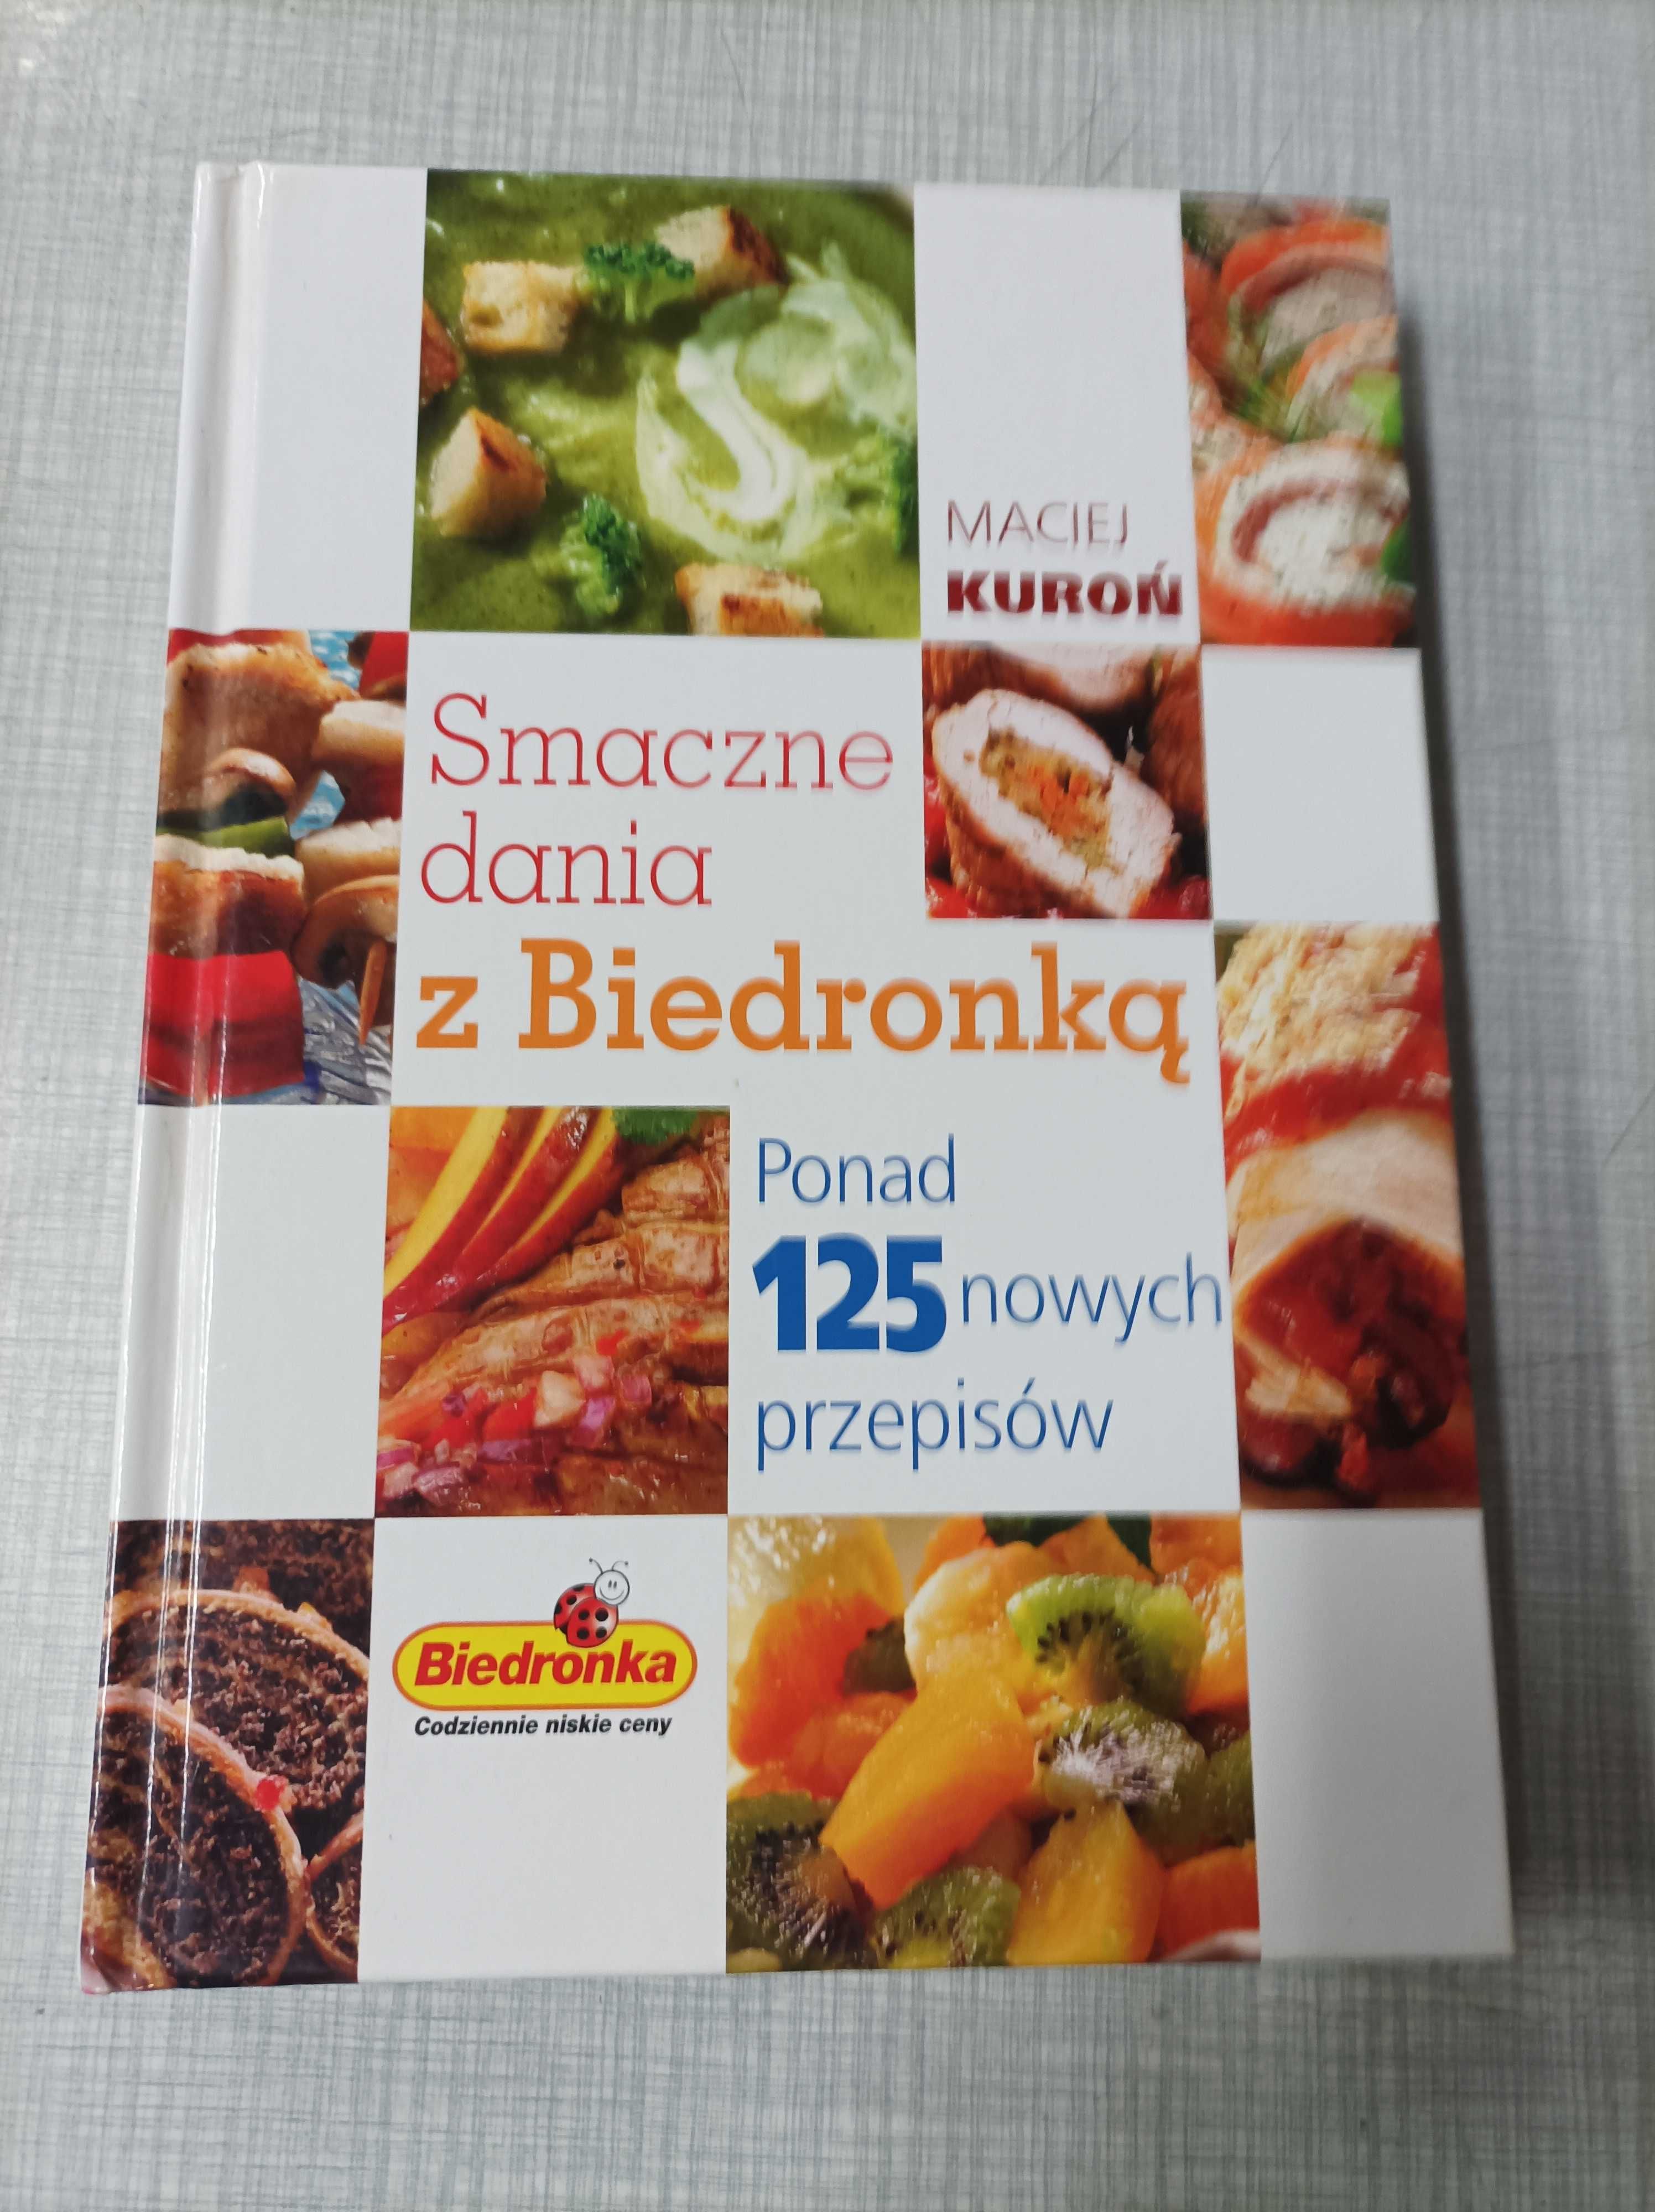 MACIEJ
KUROŃ
Smaczne
dania
z Biedronką
Ponad
125 nowych
przepisów
Biedronka
Codziennie niskie ceny